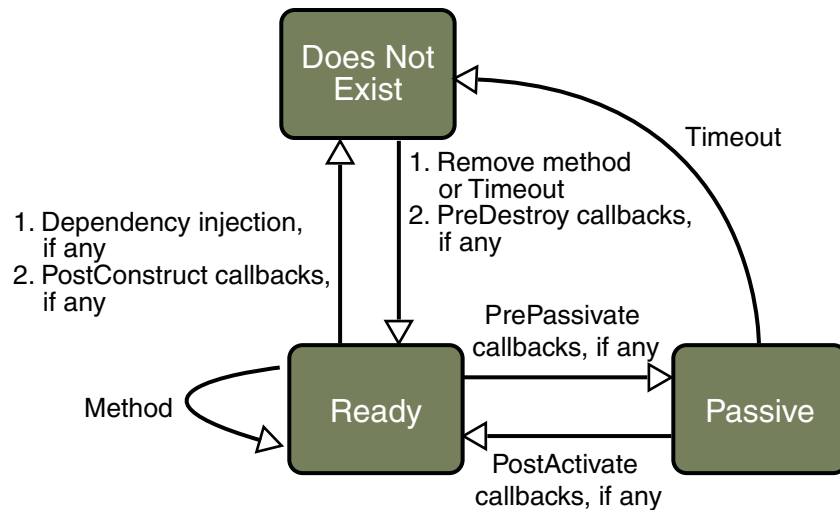 Does Not
Exist
Timeout
1. Remove method
or Timeout
2. PreDestroy callbacks,
if any
1. Dependency injection,
if any
2. PostConstruct callbacks,
if any
PrePassivate
callbacks, if any
Method
Ready
Passive
PostActivate
callbacks, if any